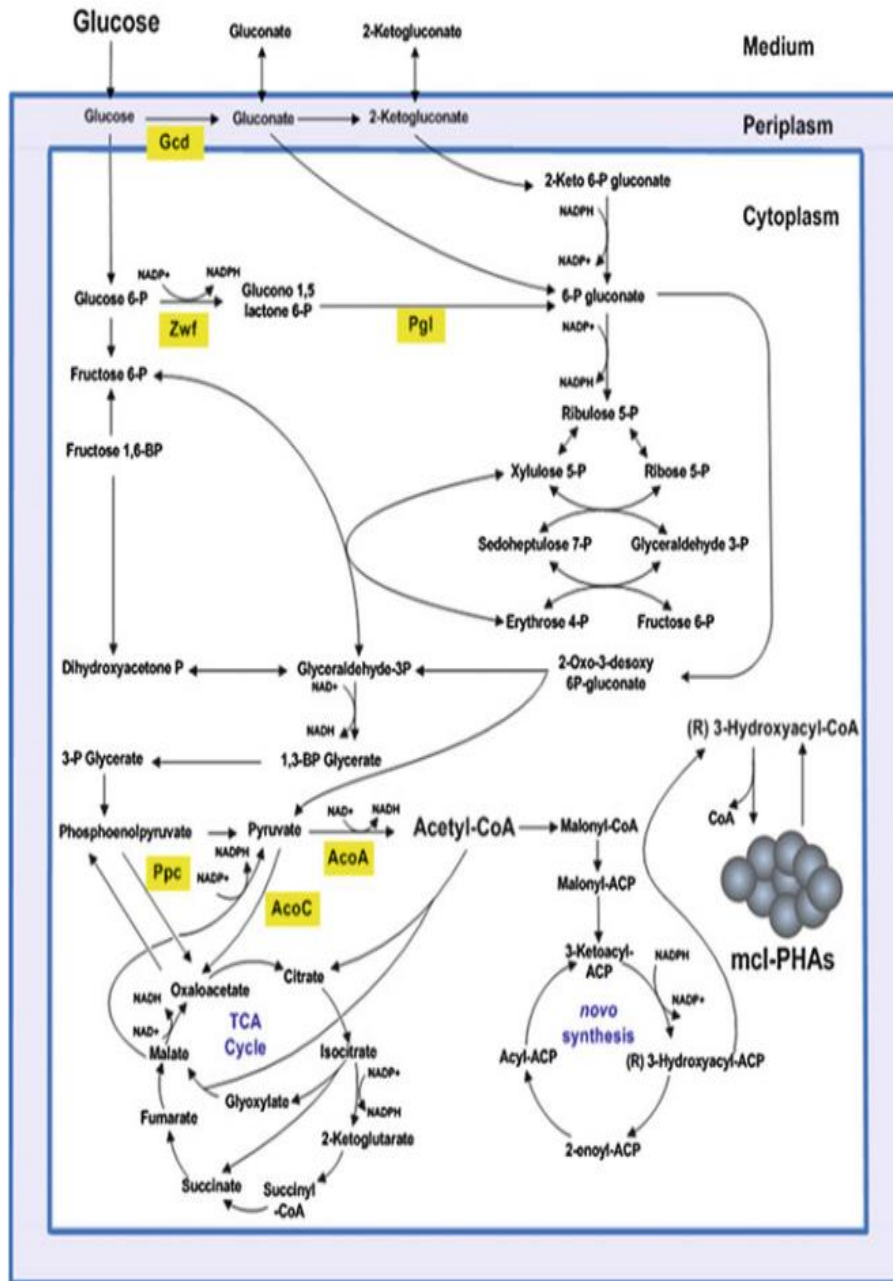 Glucose
Gluconate
2-Ketogluconate
Medium
Glucose
Gluconate
2-Ketogluconate
Periplasm
Gcd
2-Keto 6-P gluconate
Cytoplasm
NADPH
NADP+
NADP+
NADPH
Glucose 6-P
Glucono 1,5
lactone 6-P
6-P gluconate
Zwf
Pgl
NADP+
NADPH
Fructose 6-P
Ribulose 5-P
Fructose 1,6-BP
Xylulose 5-P
Ribose 5-P
Sedoheptulose 7-P
Glyceraldehyde 3-P
Erythrose 4-P
Fructose 6-P
Dihydroxyacetone P
Glyceraldehyde-3P
2-Oxo-3-desoxy
6P-gluconate
NAD+
NADH
(R) 3-Hydroxyacyl-CoA
3-P Glycerate
1,3-BP Glycerate
CoA
NAD+
NADH
Phosphoenolpyruvate
Pyruvate
Acetyl-CoA
Malonyl-CoA
AcoA
Ppc
NADPH
NADP+
AcoC
Malonyl-ACP
mcl-PHAs
3-Ketoacyl-
ACP
NADPH
NADP+
Citrate
Oxaloacetate
NADH
NAD+
TCA
Cycle
novo
synthesis
Malato
Isocitrate
Acyl-ACP
(R) 3-Hydroxyacyl-ACP
NADP+
NADPH
Glyoxylate
Fumarate
2-Ketoglutarate
2-enoyl-ACP
Succinate
Succinyl
-CoA